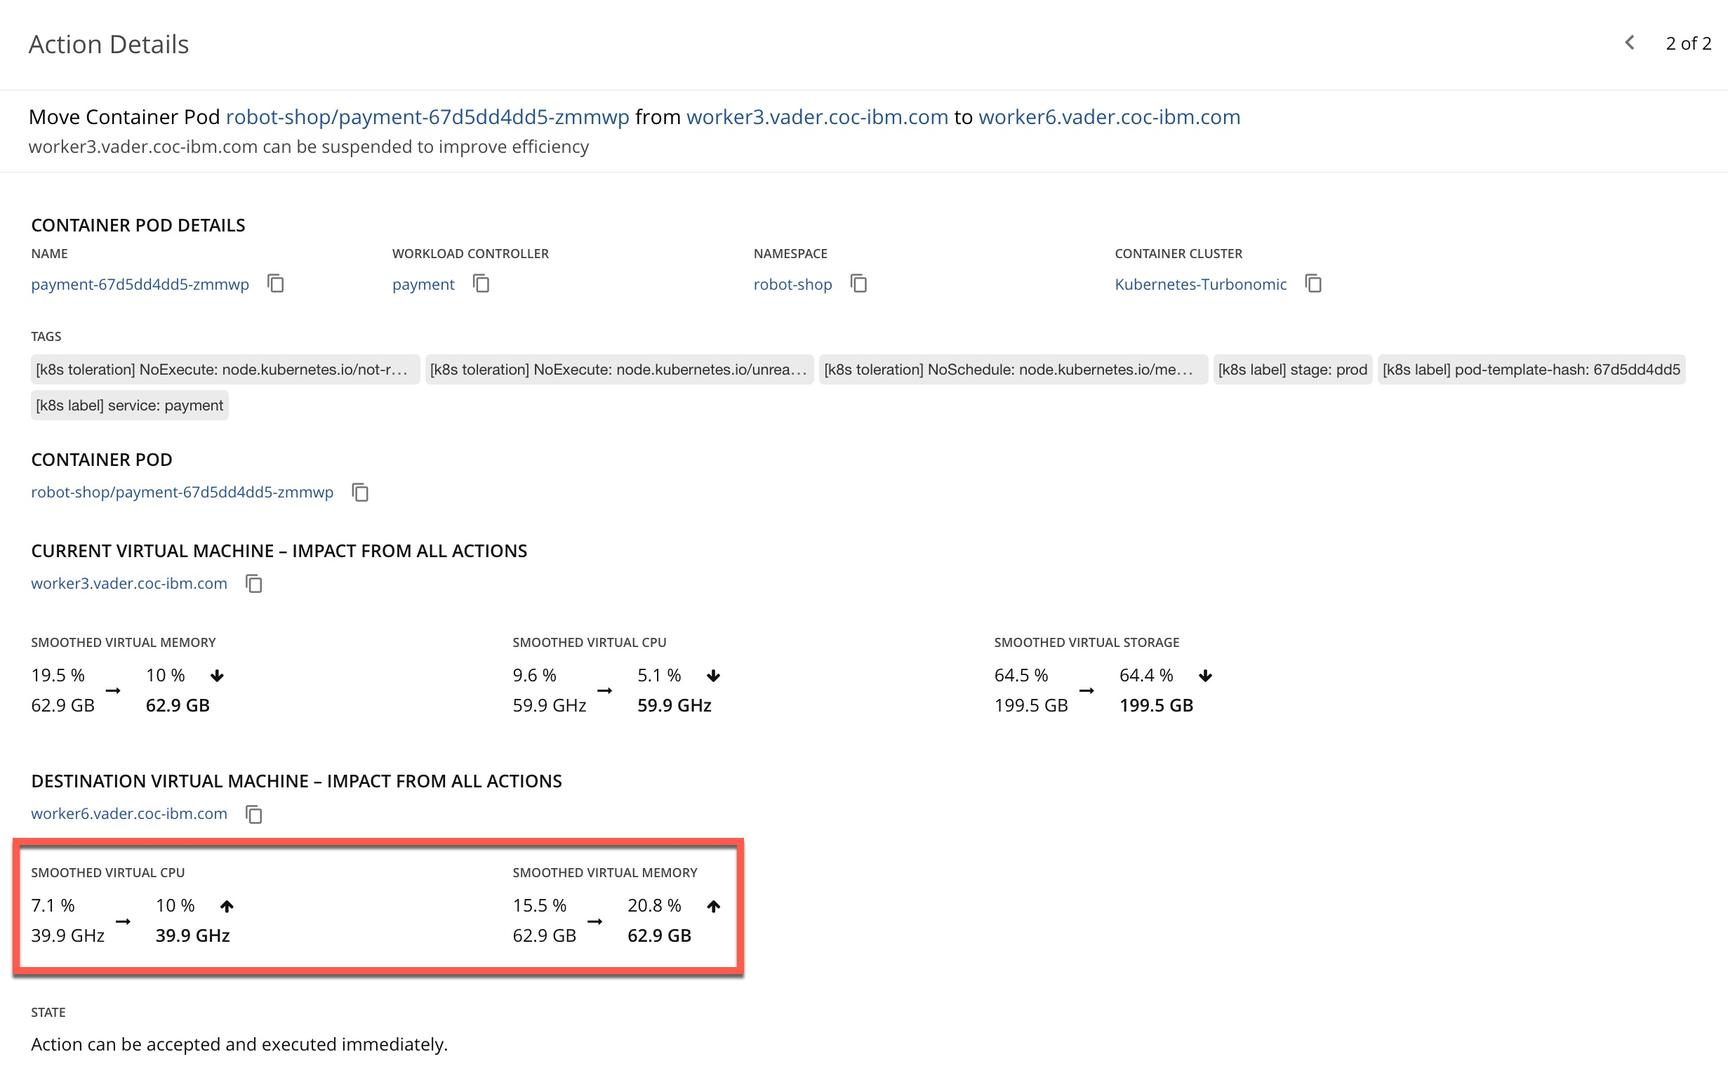 Action Details
2 of 2
Move Container Pod robot-shop/payment-67d5dd4dd5-zmmwp from worker3.vader.coc-ibm.com to worker6.vader.coc-ibm.com
worker3.vader.coc-ibm.com can be suspended to improve efficiency
CONTAINER POD DETAILS
NAME WORKLOAD CONTROLLER NAMESPACE CONTAINER CLUSTER
payment-67d5dd4dd5-zmmwp payment robot-shop Kubernetes-Turbonomic
TAGS
[k8s toleration] NoExecute: node.kubernetes.io/not-r... [k8s toleration] NoExecute: node.kubernetes.io/unrea... [k8s toleration] NoSchedule: node.kubernetes.io/me... [k8s label] stage: prod [k8s label] pod-template-hash: 67d5dd4dd5
[k8s label] service: payment
CONTAINER POD
robot-shop/payment-67d5dd4dd5-zmmwp
CURRENT VIRTUAL MACHINE – IMPACT FROM ALL ACTIONS
worker3.vader.coc-ibm.com
SMOOTHED VIRTUAL MEMORY SMOOTHED VIRTUAL CPU SMOOTHED VIRTUAL STORAGE
19.5 % 10 % 9.6 % 5.1 % 64.5 % 64.4 %
62.9 GB 62.9 GB 59.9 GHz 59.9 GHz 199.5 GB 199.5 GB
DESTINATION VIRTUAL MACHINE – IMPACT FROM ALL ACTIONS
worker6.vader.coc-ibm.com
SMOOTHED VIRTUAL CPU SMOOTHED VIRTUAL MEMORY
7.1 % 10 % 15.5 % 20.8 %
39.9 GHz 39.9 GHz 62.9 GB 62.9 GB
STATE
Action can be accepted and executed immediately.